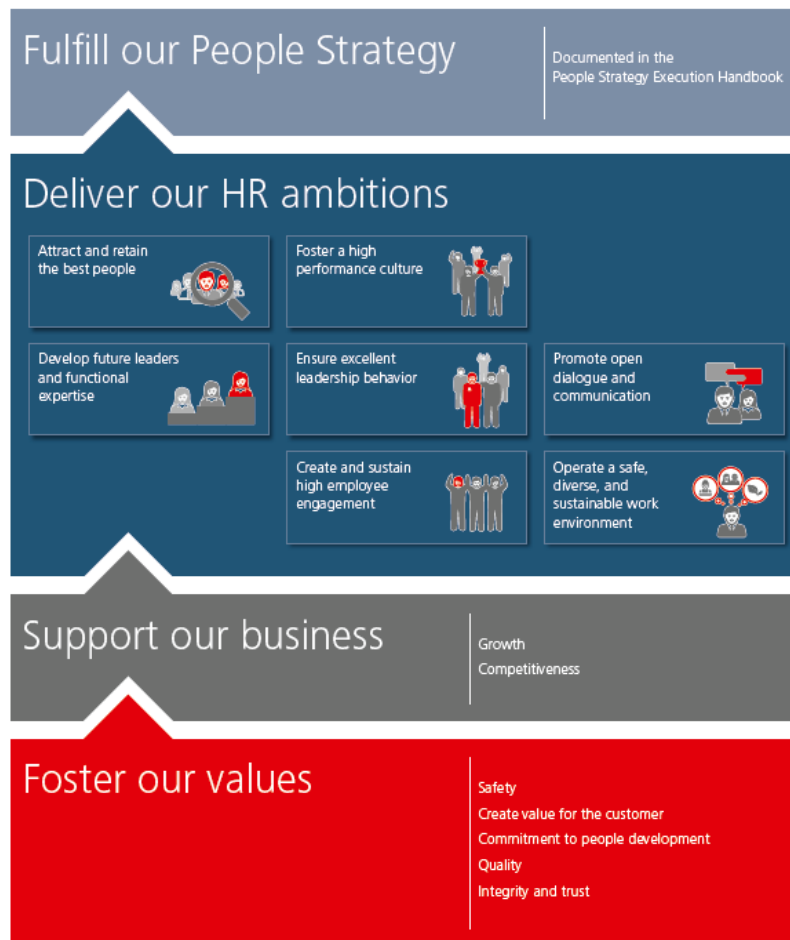 Fulfill our People Strategy
Documented in the
People Strategy Execution Handbook
Deliver our HR ambitions
Attract and retain
the best people
Foster a high
performance culture
Develop future leaders
and functional
expertise
Ensure excellent
leadership behavior
Promote open
dialogue and
communication
Create and sustain
high employee
engagement
Operate a safe,
diverse, and
sustainable work
environment
Support our business
Growth
Competitiveness
Foster our values
Safety
Create value for the customer
Commitment to people development
Quality
Integrity and trust